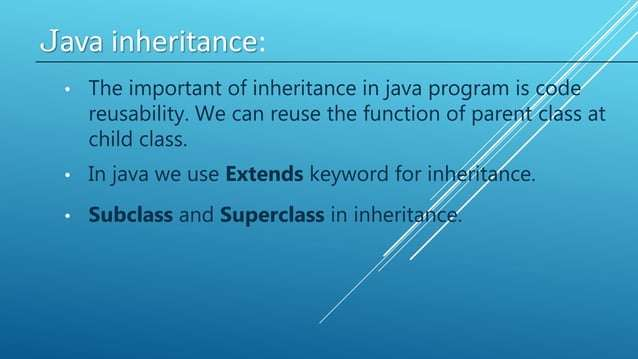 Java inheritance:
• The important of inheritance in java program is code
reusability. We can reuse the function of parent class at
child class.
• In java we use Extends keyword for inheritance.
• Subclass and Superclass in inheritance.